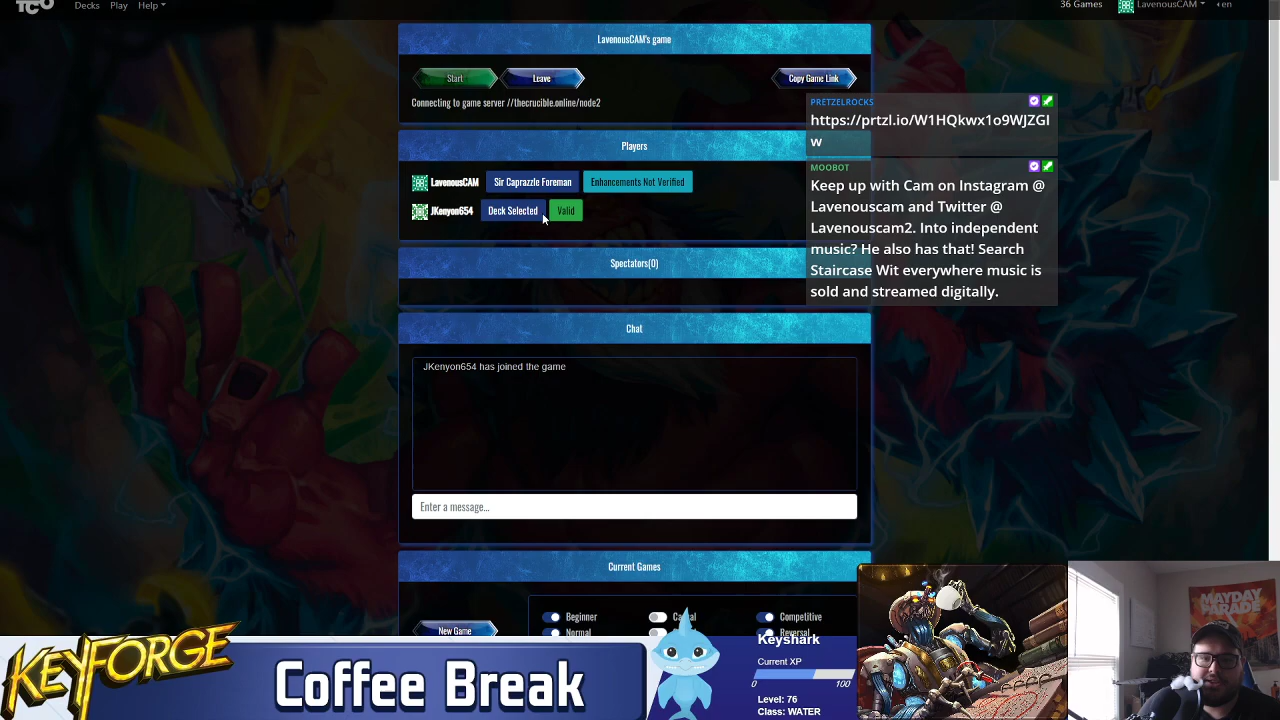 TCO Decks Play Help 36 Games LavenousCAM en
LavenousCAM's game
Start Leave Copy Game Link
Connecting to game server //thecrucible.online/node2
PRETZELROCKS
https://prtzl.io/W1HQkwx1o9WJZGI
w
MOOBOT
Keep up with Cam on Instagram @
Lavenouscam and Twitter @
Lavenouscam2. Into independent
music? He also has that! Search
Staircase Wit everywhere music is
sold and streamed digitally.
Players
LavenousCAM Sir Caprazzle Foreman Enhancements Not Verified
JKenyon654 Deck Selected Valid
Spectators(0)
Chat
JKenyon654 has joined the game
Enter a message...
Current Games
Beginner Competitive
New Game Normal Reversal
KEYFORGE
Coffee Break
Keyshark
Current XP
0 100
Level: 76
Class: WATER
MAYDAY
PARADE